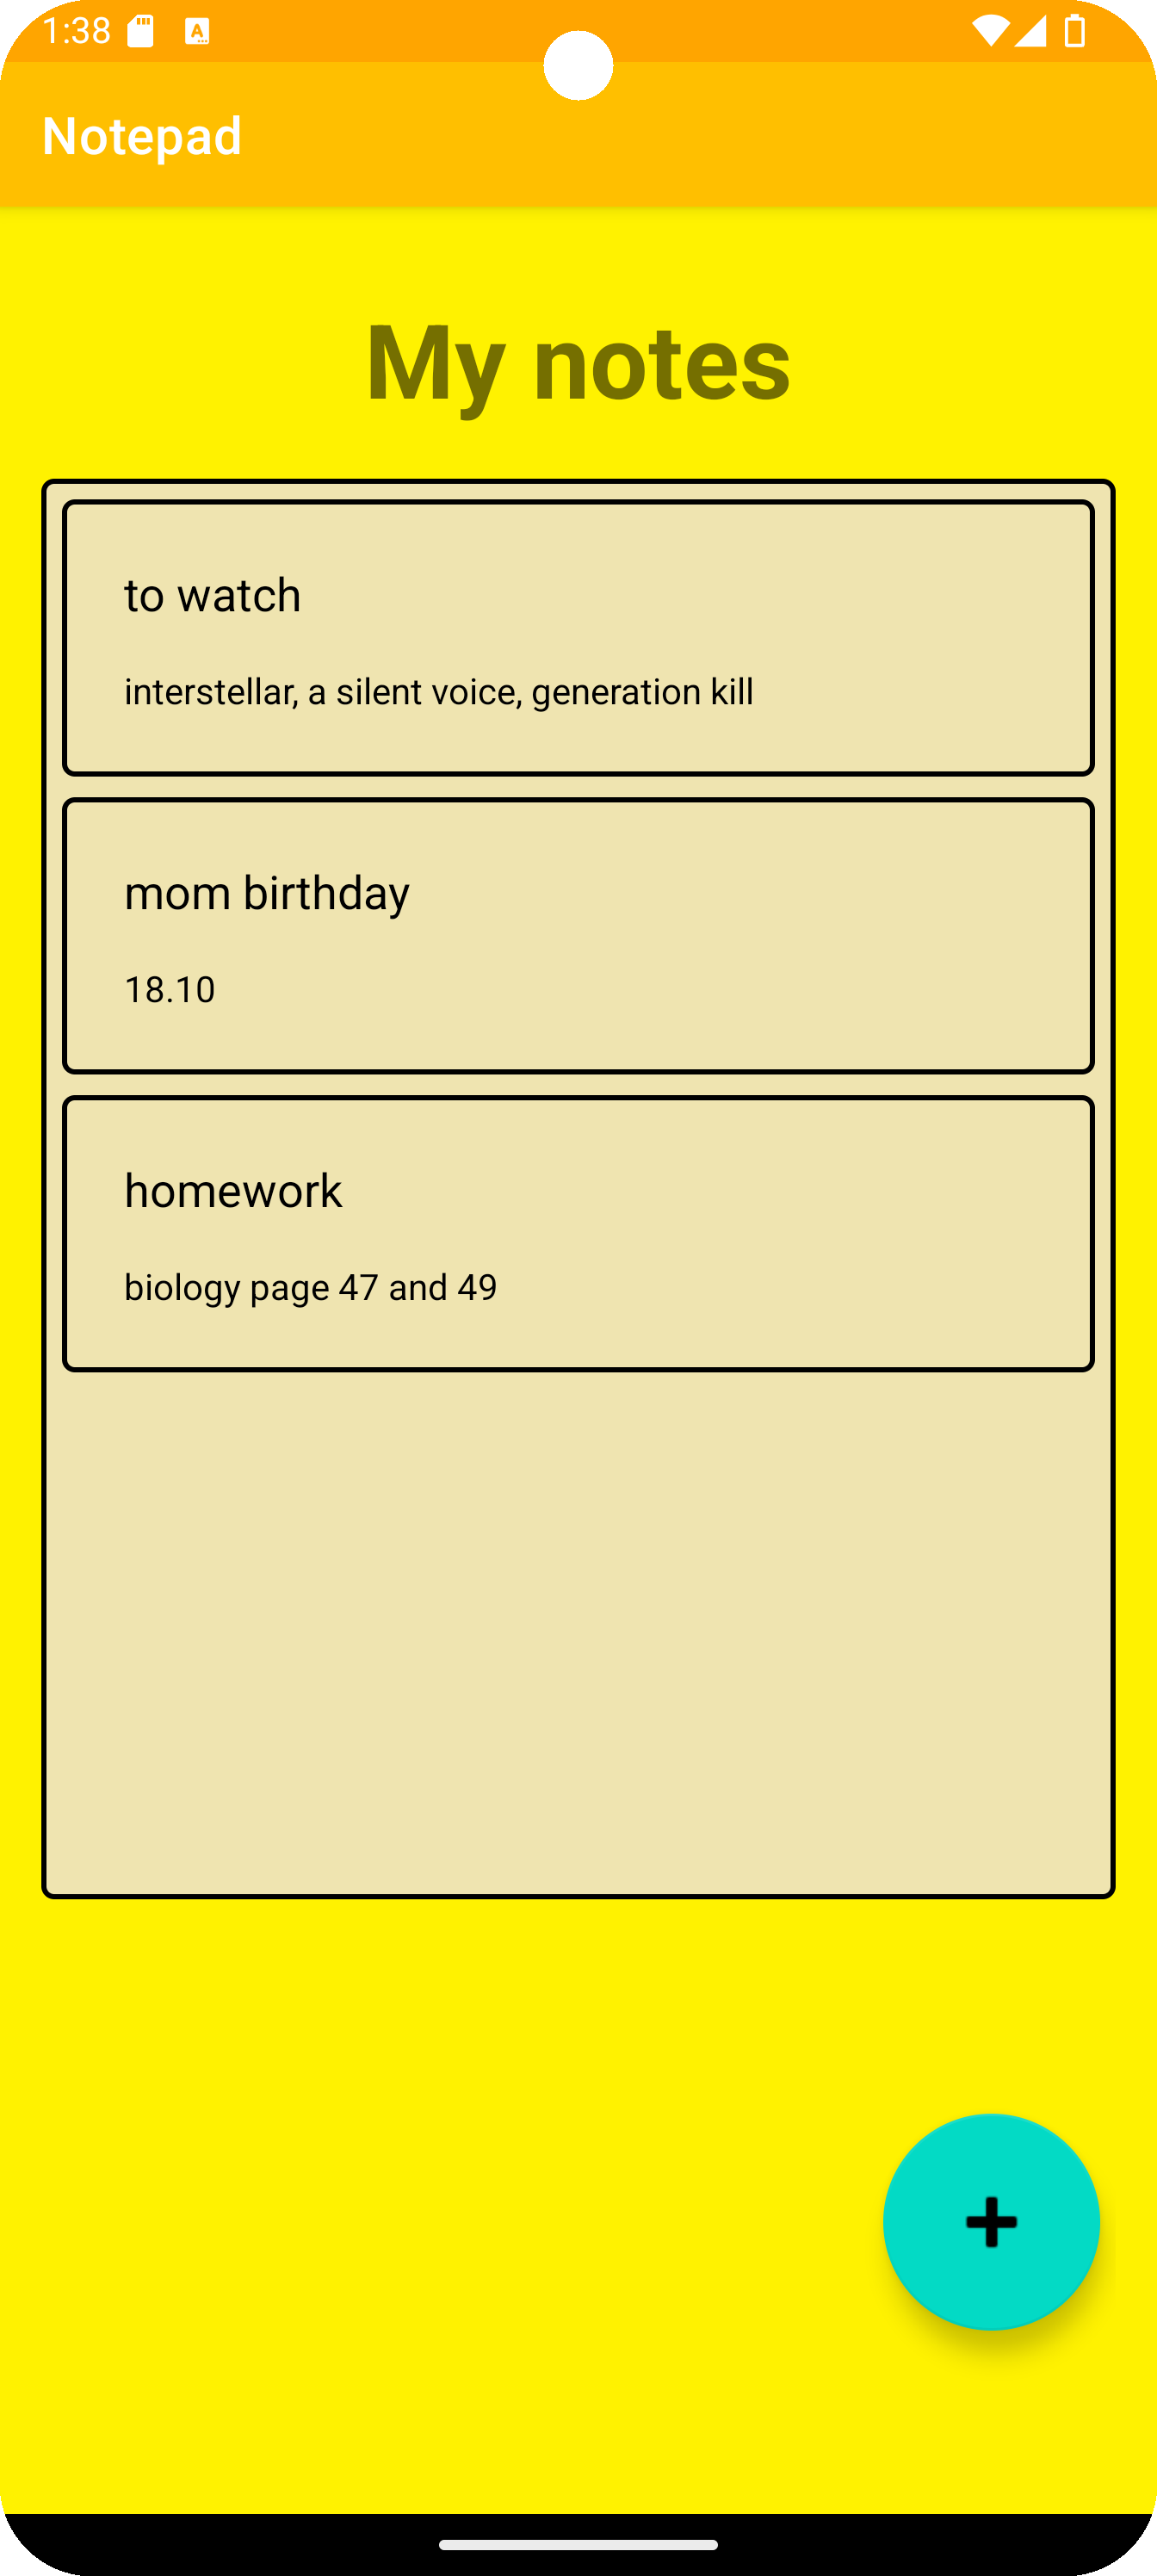 1:38
Notepad
My notes
to watch
interstellar, a silent voice, generation kill
mom birthday
18.10
homework
biology page 47 and 49